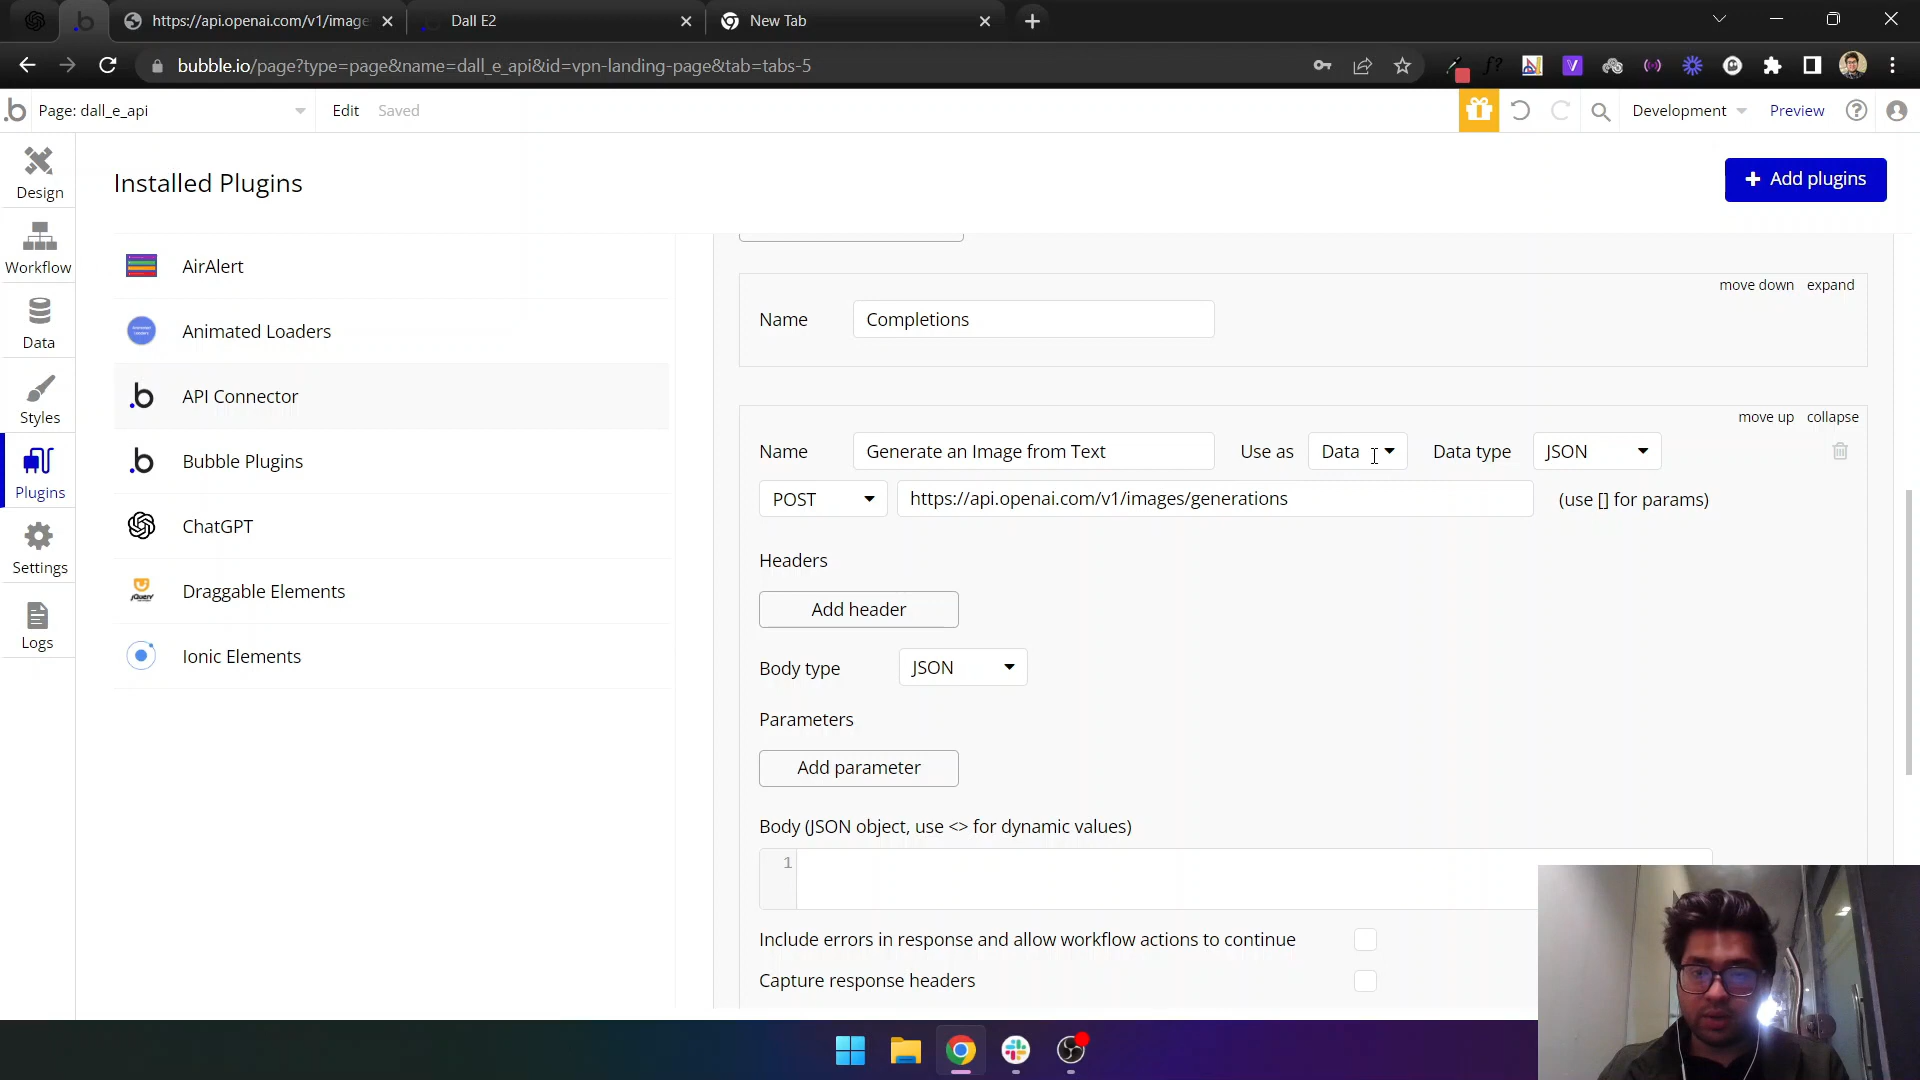 https://api.openai.com/v1/image
Dall E2
New Tab
bubble.io/page?type=page&name=dall_e_api&id=vpn-landing-page&tab=tabs-5
Page: dall_e_api
Edit
Saved
Development
Preview
Design
Workflow
Data
Styles
Plugins
Settings
Logs
Installed Plugins
+ Add plugins
AirAlert
Animated Loaders
API Connector
Bubble Plugins
ChatGPT
Draggable Elements
Ionic Elements
move down expand
Name Completions
move up collapse
Name Generate an Image from Text Use as Data Data type JSON
POST https://api.openai.com/v1/images/generations (use [] for params)
Headers
Add header
Body type JSON
Parameters
Add parameter
Body (JSON object, use <> for dynamic values)
1
Include errors in response and allow workflow actions to continue
Capture response headers